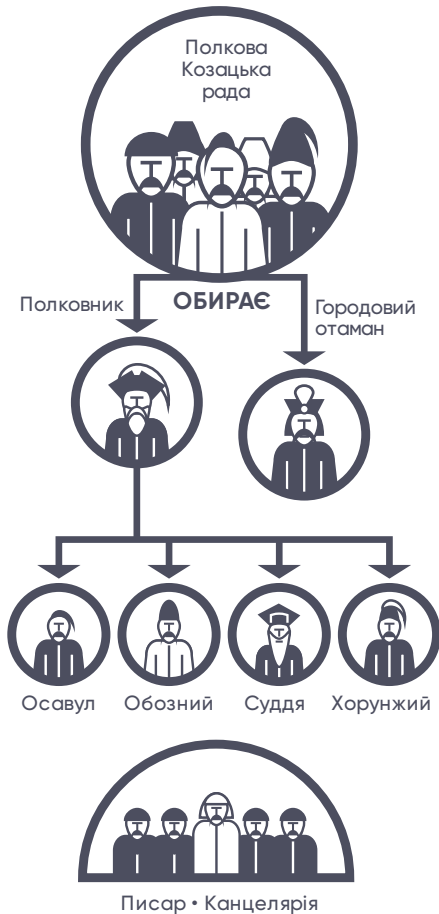 Полкова
Козацька
рада
Полковник
ОБИРАЄ
Городовий
отаман
Осавул
Обозний
Суддя
Хорунжий
Писар • Канцелярія